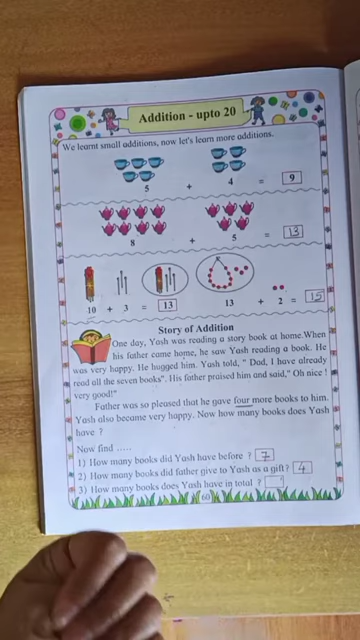 Addition - upto 20
We learnt small additions, now let's learn more additions.
5 + 4 = 9
8 + 5 = 13
10 + 3 = 13 13 + 2 = 15
Story of Addition
One day, Yash was reading a story book at home.When
his father came home, he saw Yash reading a book. He
was very happy. He hugged him. Yash told, " Dad, I have already
read all the seven books". His father praised him and said," Oh nice !
very good!"
Father was so pleased that he gave four more books to him.
Yash also became very happy. Now how many books does Yash
have ?
Now find .....
1) How many books did Yash have before ? 7
2) How many books did father give to Yash as a gift? 4
3) How many books does Yash have in total ?
60